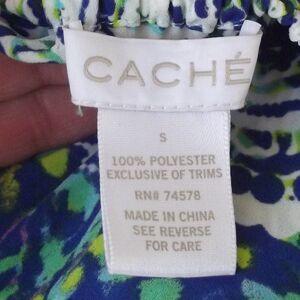 CACHÉ
S
100% POLYESTER
EXCLUSIVE OF TRIMS
RN# 74578
MADE IN CHINA
SEE REVERSE
FOR CARE